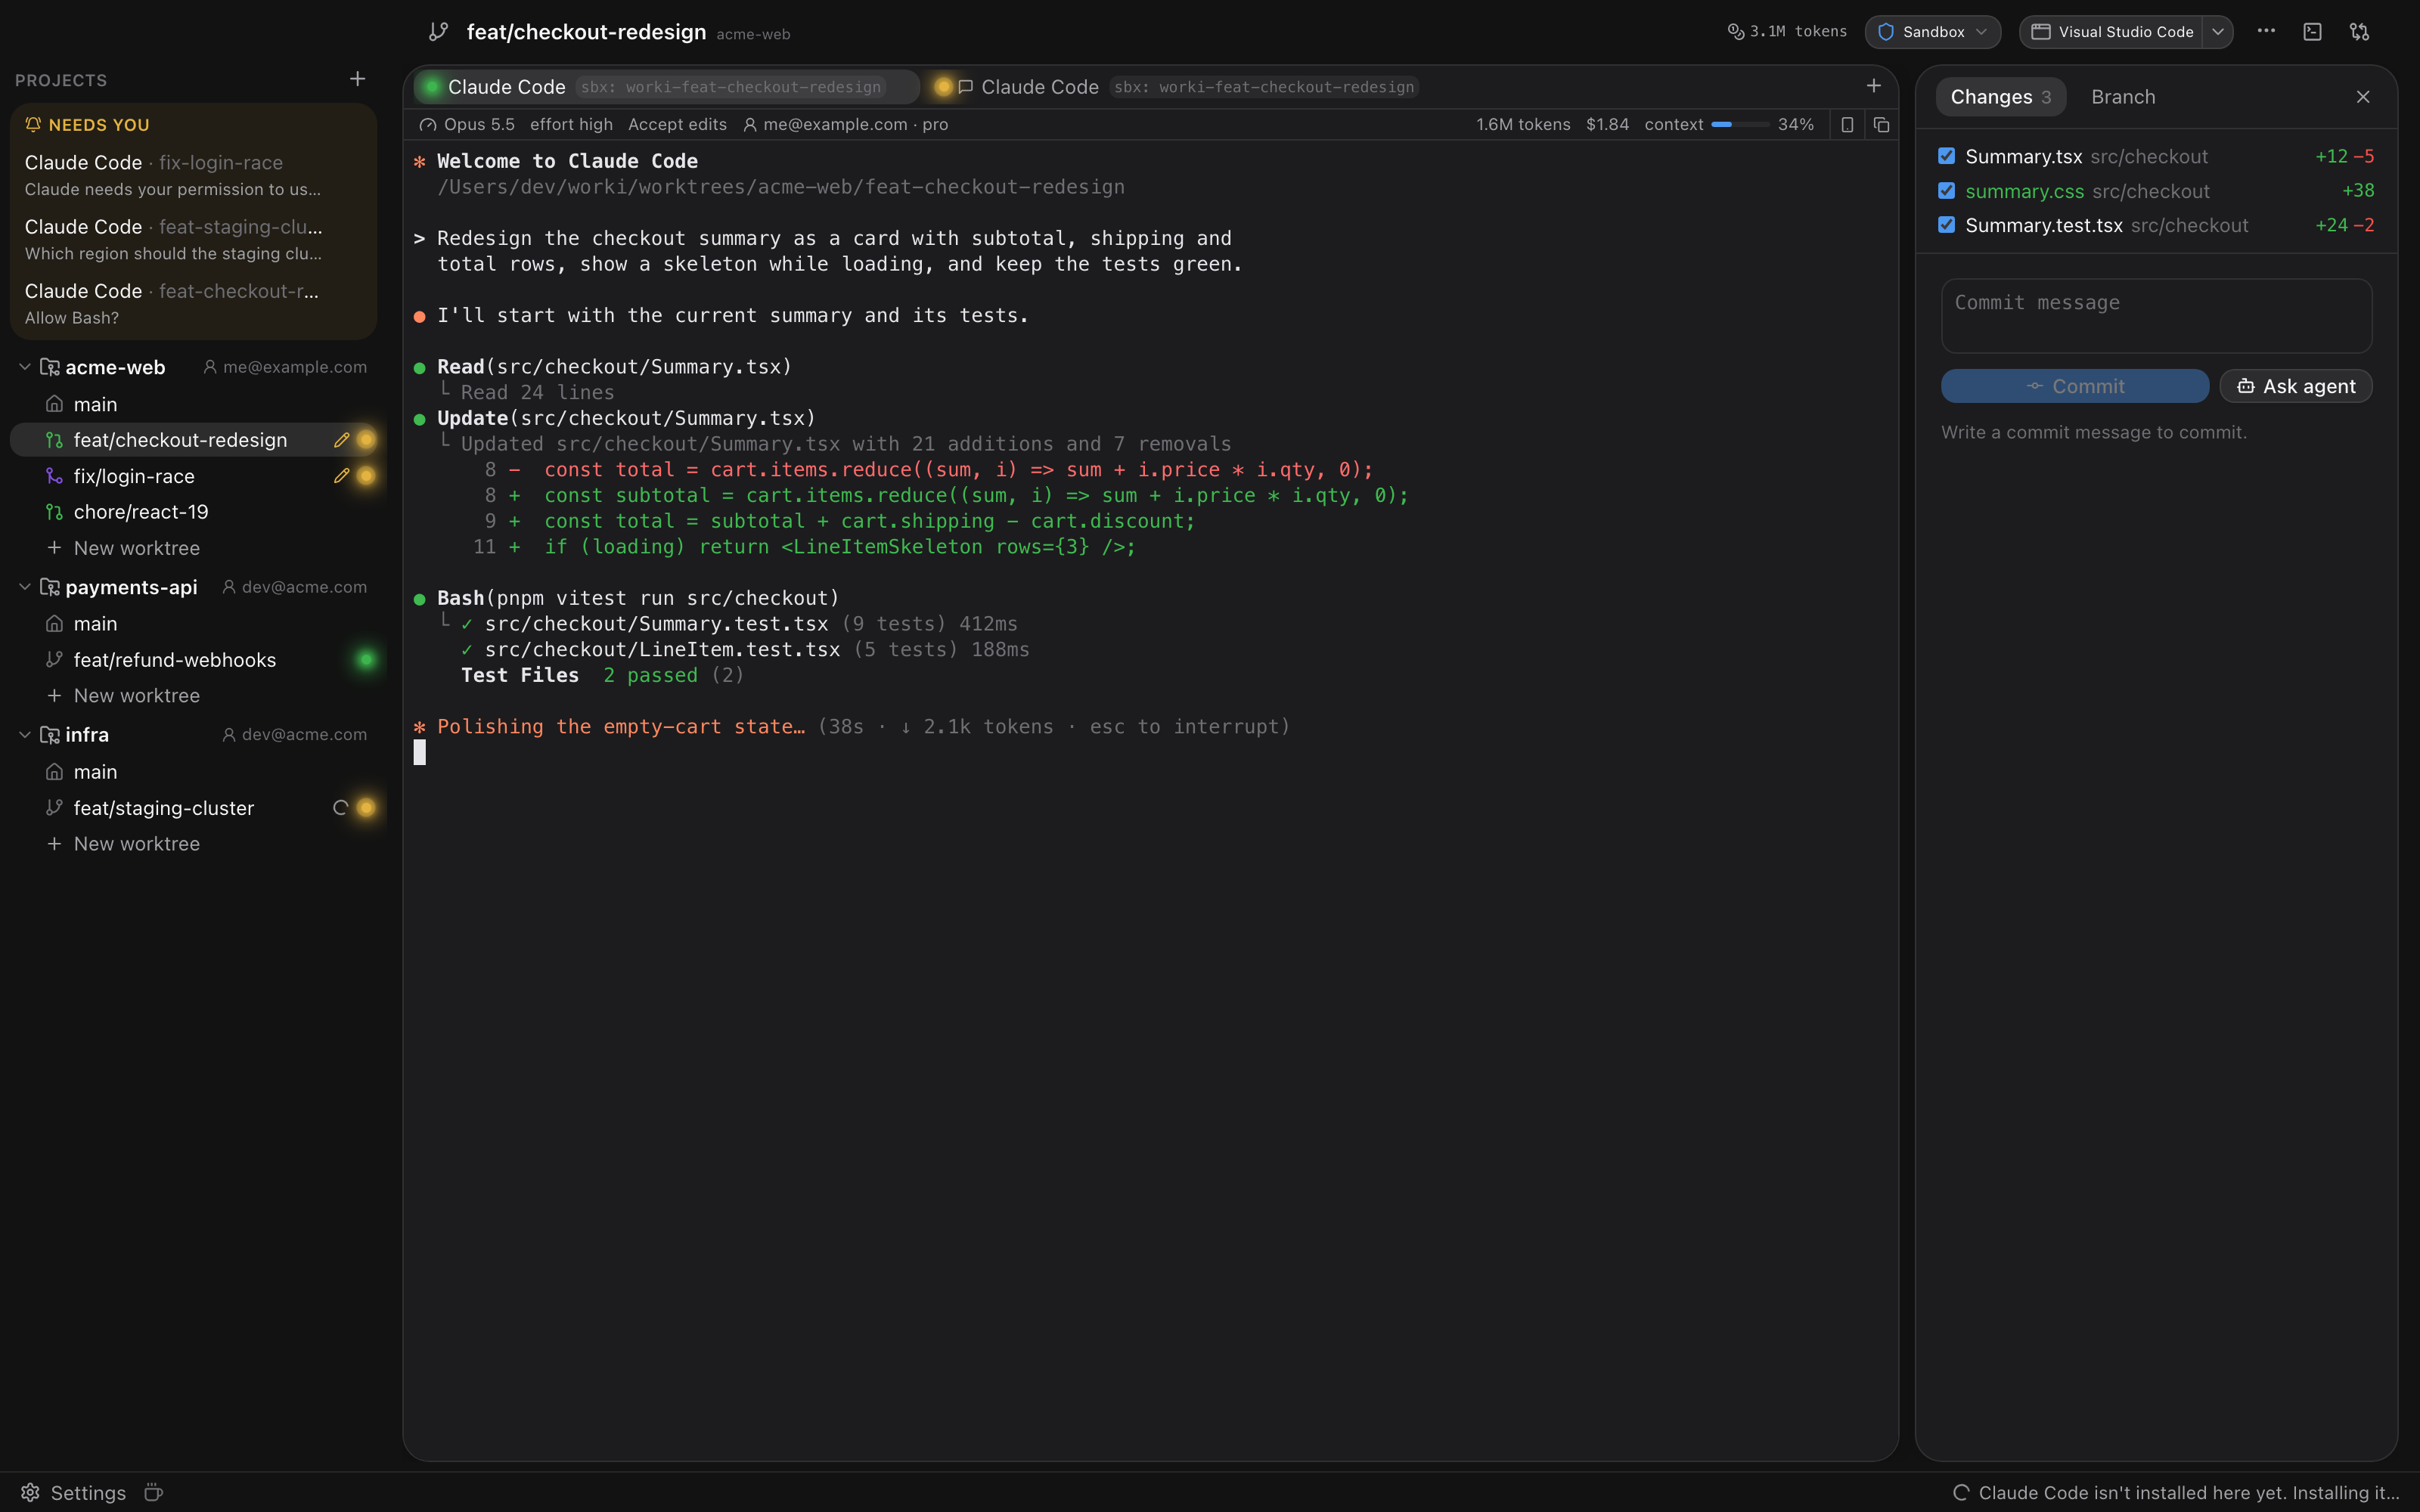 feat/checkout-redesign acme-web
3.1M tokens
Sandbox
Visual Studio Code
PROJECTS
NEEDS YOU
Claude Code · fix-login-race
Claude needs your permission to us...
Claude Code · feat-staging-clu...
Which region should the staging clu...
Claude Code · feat-checkout-r...
Allow Bash?
acme-web me@example.com
main
feat/checkout-redesign
fix/login-race
chore/react-19
New worktree
payments-api dev@acme.com
main
feat/refund-webhooks
New worktree
infra dev@acme.com
main
feat/staging-cluster
New worktree
Claude Code sbx: worki-feat-checkout-redesign
Claude Code sbx: worki-feat-checkout-redesign
Opus 5.5 effort high Accept edits me@example.com · pro
1.6M tokens $1.84 context 34%
✻ Welcome to Claude Code
/Users/dev/worki/worktrees/acme-web/feat-checkout-redesign
> Redesign the checkout summary as a card with subtotal, shipping and
total rows, show a skeleton while loading, and keep the tests green.
● I'll start with the current summary and its tests.
● Read(src/checkout/Summary.tsx)
└ Read 24 lines
● Update(src/checkout/Summary.tsx)
└ Updated src/checkout/Summary.tsx with 21 additions and 7 removals
8 - const total = cart.items.reduce((sum, i) => sum + i.price * i.qty, 0);
8 + const subtotal = cart.items.reduce((sum, i) => sum + i.price * i.qty, 0);
9 + const total = subtotal + cart.shipping - cart.discount;
11 + if (loading) return <LineItemSkeleton rows={3} />;
● Bash(pnpm vitest run src/checkout)
└ ✓ src/checkout/Summary.test.tsx (9 tests) 412ms
✓ src/checkout/LineItem.test.tsx (5 tests) 188ms
Test Files 2 passed (2)
✻ Polishing the empty-cart state… (38s · ↓ 2.1k tokens · esc to interrupt)
Changes 3
Branch
Summary.tsx src/checkout +12 −5
summary.css src/checkout +38
Summary.test.tsx src/checkout +24 −2
Commit message
Commit
Ask agent
Write a commit message to commit.
Settings
Claude Code isn't installed here yet. Installing it...